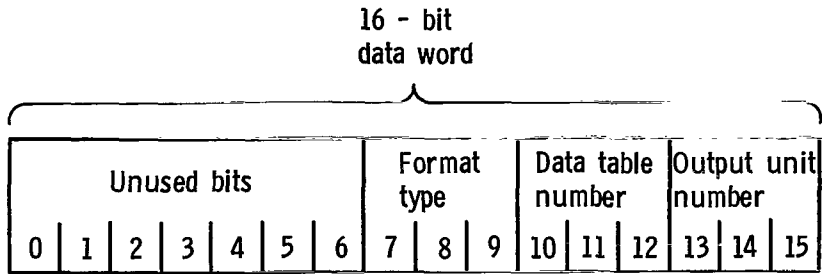 16 - bit
data word
Unused bits
Format
type
Data table
number
Output unit
number
0 1 2 3 4 5 6 7 8 9 10 11 12 13 14 15